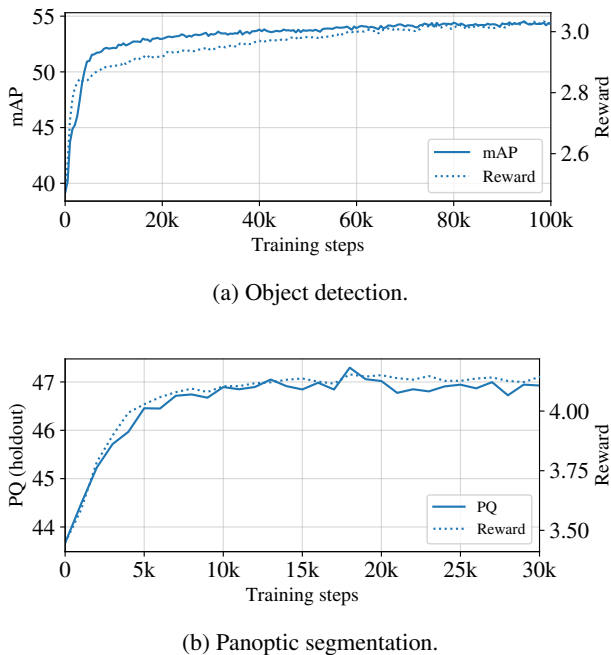 55
50
45
40
mAP
3.0
2.8
2.6
Reward
mAP
Reward
0 20k 40k 60k 80k 100k
Training steps
(a) Object detection.
47
46
45
44
PQ (holdout)
4.00
3.75
3.50
Reward
PQ
Reward
0 5k 10k 15k 20k 25k 30k
Training steps
(b) Panoptic segmentation.